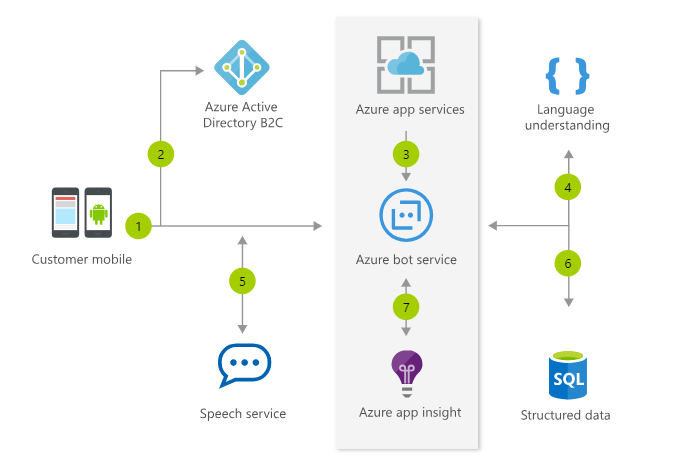 Azure Active
Directory B2C
Azure app services
Language
understanding
2
3
4
1
Customer mobile
Azure bot service
5
6
7
SQL
Speech service
Azure app insight
Structured data